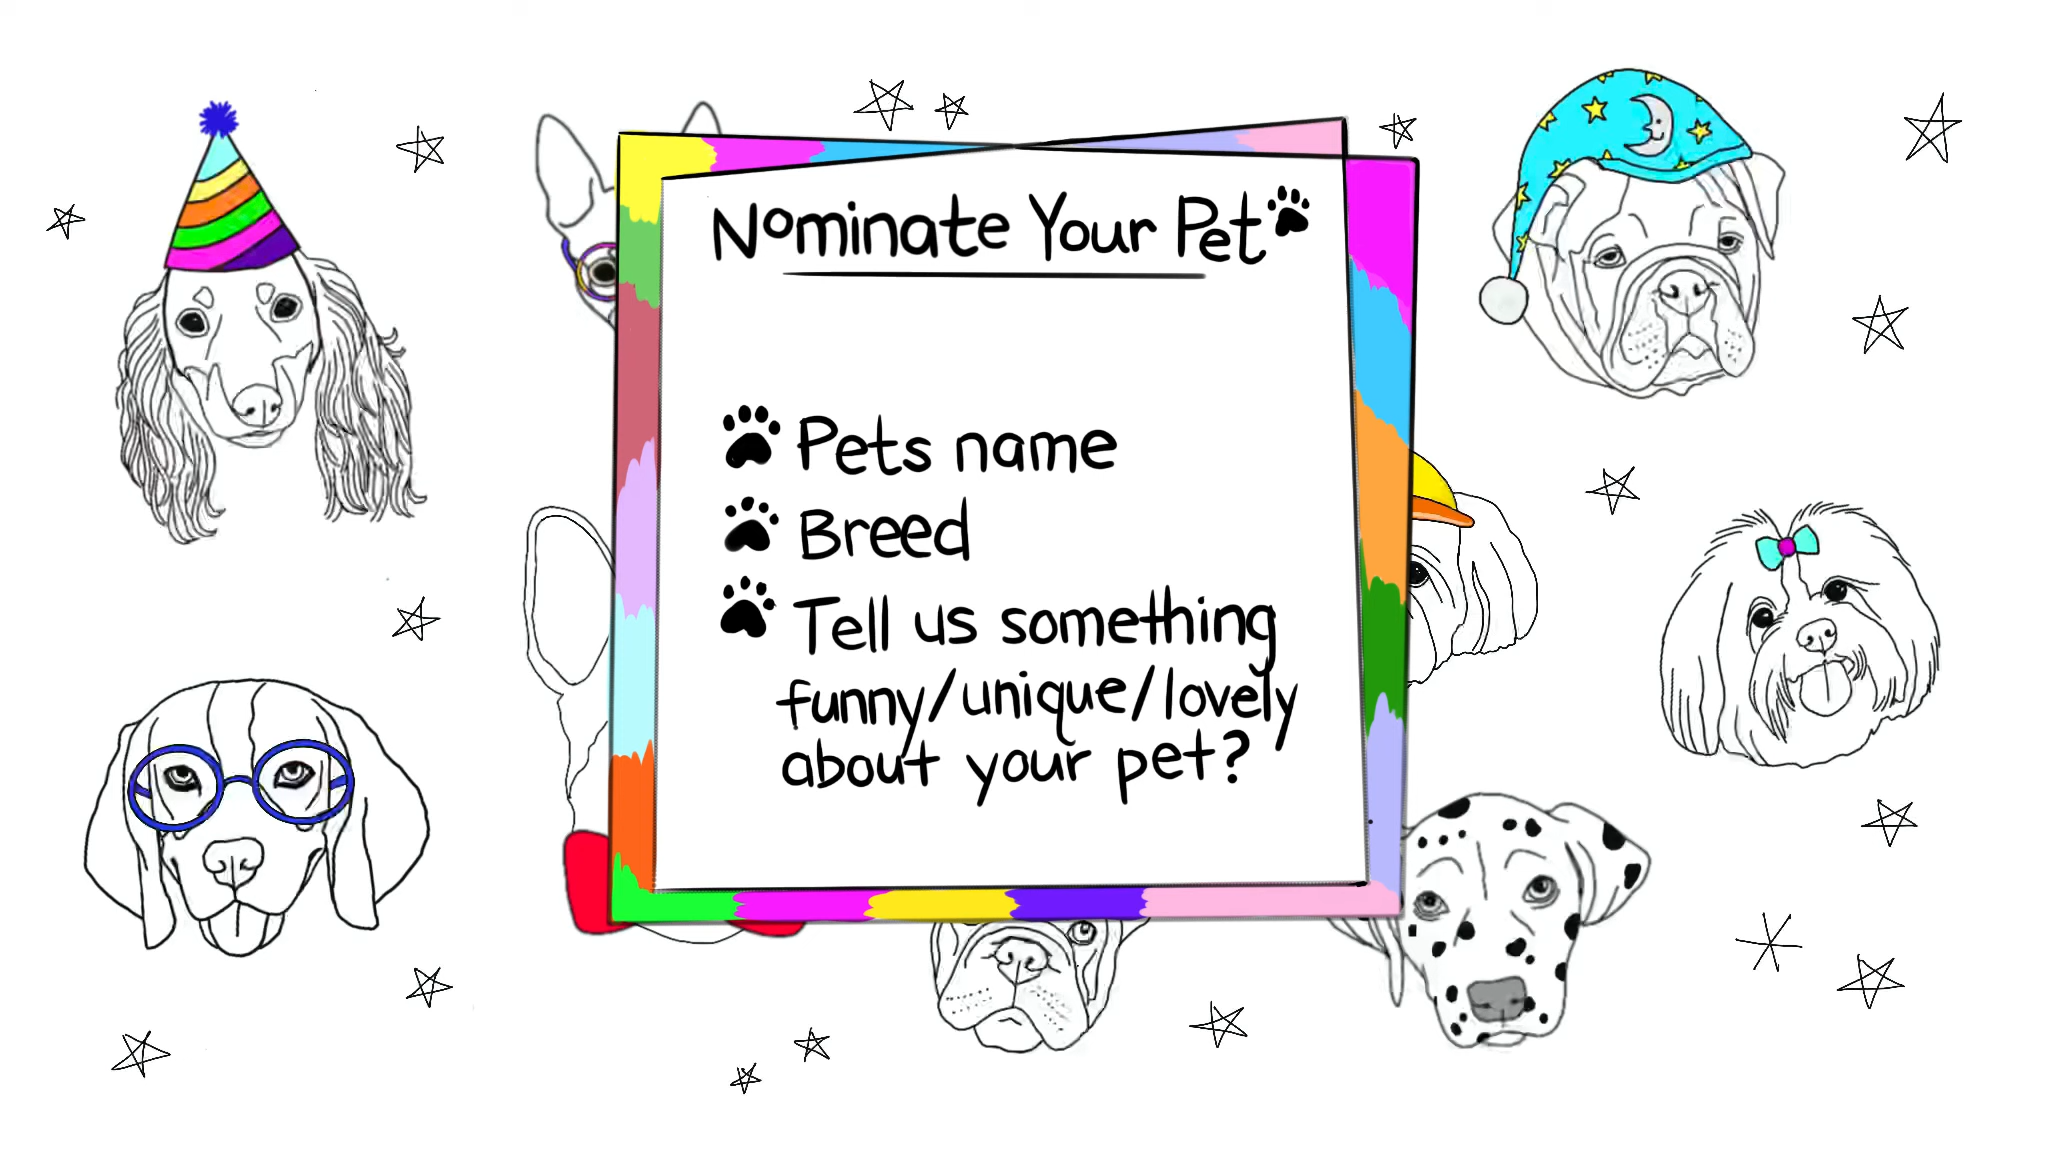 Nominate Your Pet
Pets name
Breed
Tell us something
funny/unique/lovely
about your pet?